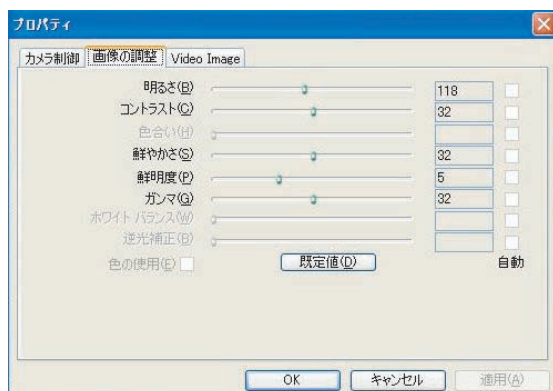 プロパティ
カメラ制御 画像の調整 Video Image
明るさ(B) 118
コントラスト(C) 32
色合い(H)
鮮やかさ(S) 32
鮮明度(P) 5
ガンマ(G) 32
ホワイト バランス(W)
逆光補正(B)
色の使用(E) 既定値(D) 自動
OK キャンセル 適用(A)